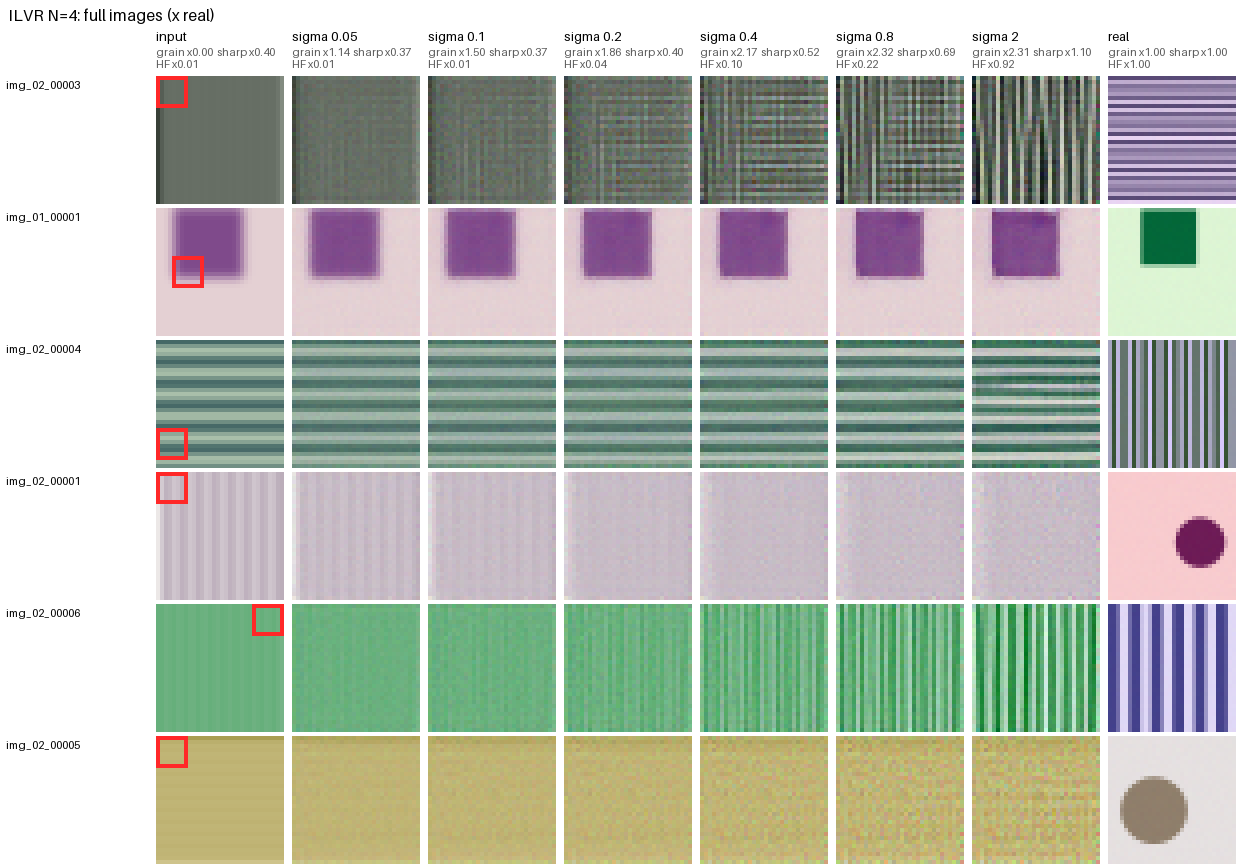 ILVR N=4: full images (x real)
input
grain x0.00 sharp x0.40
HF x0.01
sigma 0.05
grain x1.14 sharp x0.37
HF x0.01
sigma 0.1
grain x1.50 sharp x0.37
HF x0.01
sigma 0.2
grain x1.86 sharp x0.40
HF x0.04
sigma 0.4
grain x2.17 sharp x0.52
HF x0.10
sigma 0.8
grain x2.32 sharp x0.69
HF x0.22
sigma 2
grain x2.31 sharp x1.10
HF x0.92
real
grain x1.00 sharp x1.00
HF x1.00
img_02_00003
img_01_00001
img_02_00004
img_02_00001
img_02_00006
img_02_00005